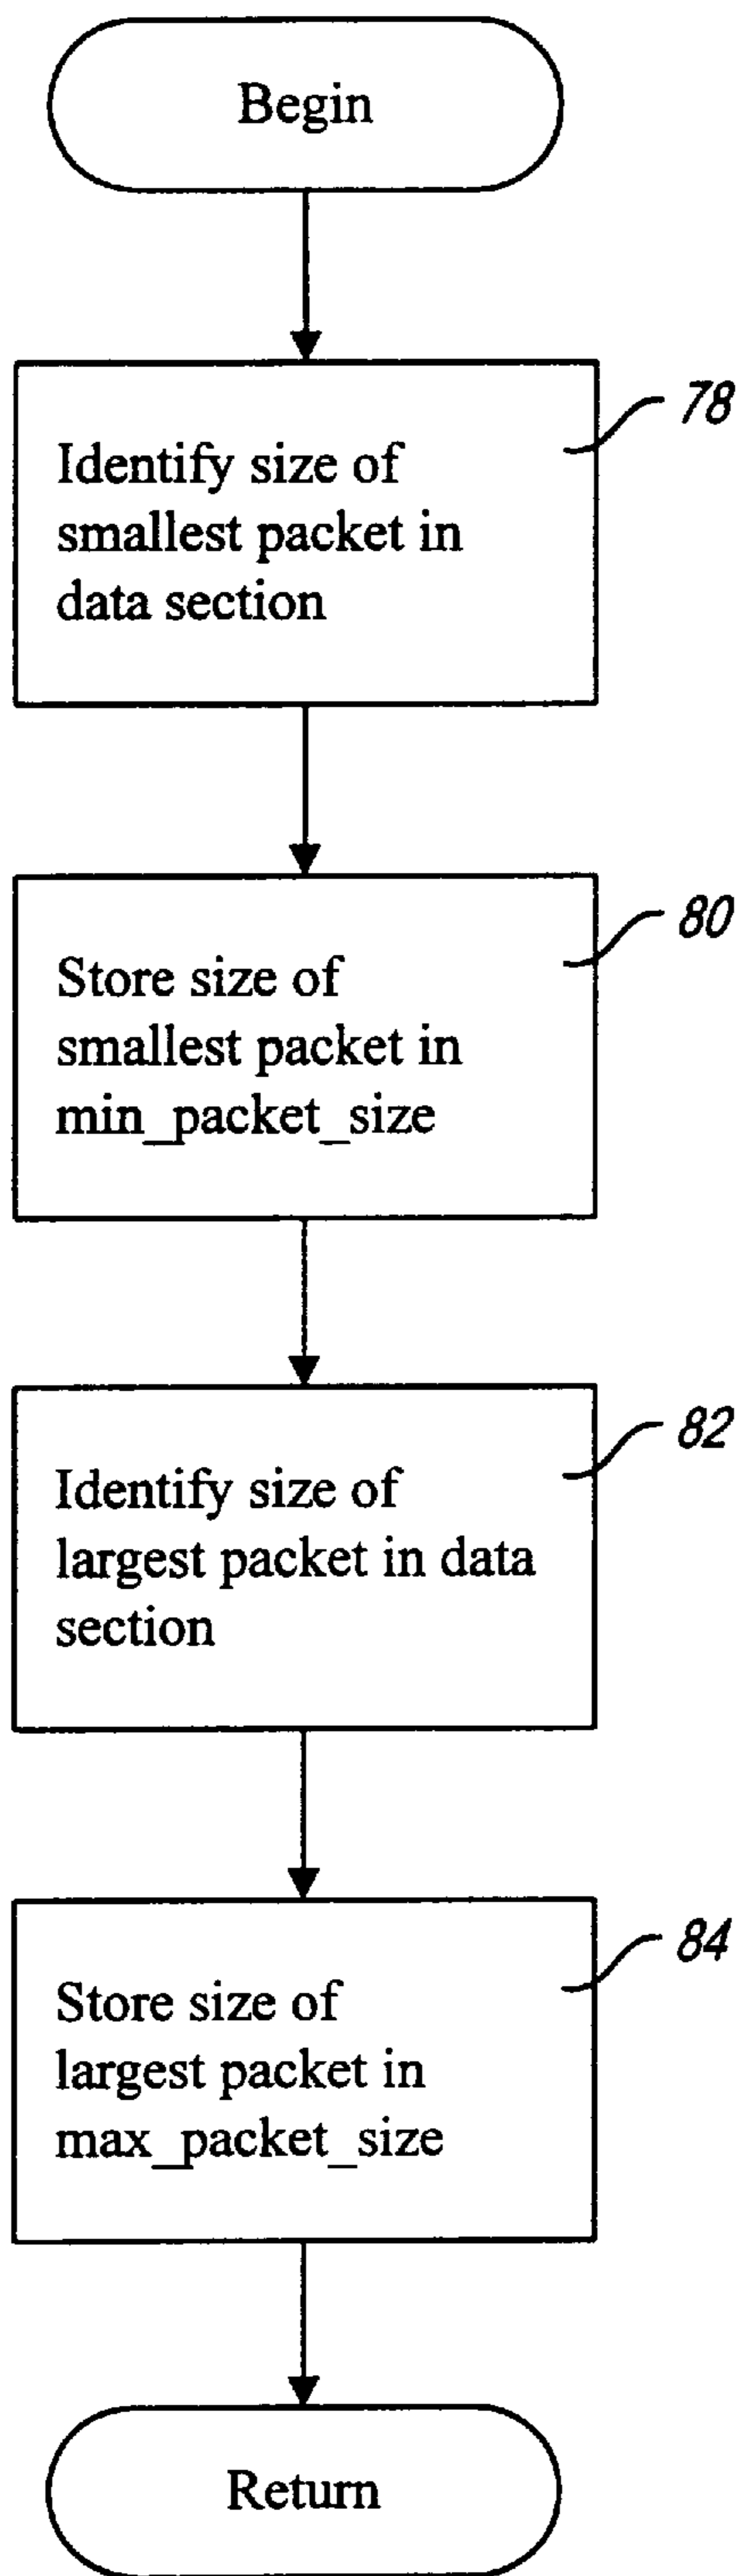 Begin
78
Identify size of
smallest packet in
data section
80
Store size of
smallest packet in
min_packet_size
82
Identify size of
largest packet in data
section
84
Store size of
largest packet in
max_packet_size
Return